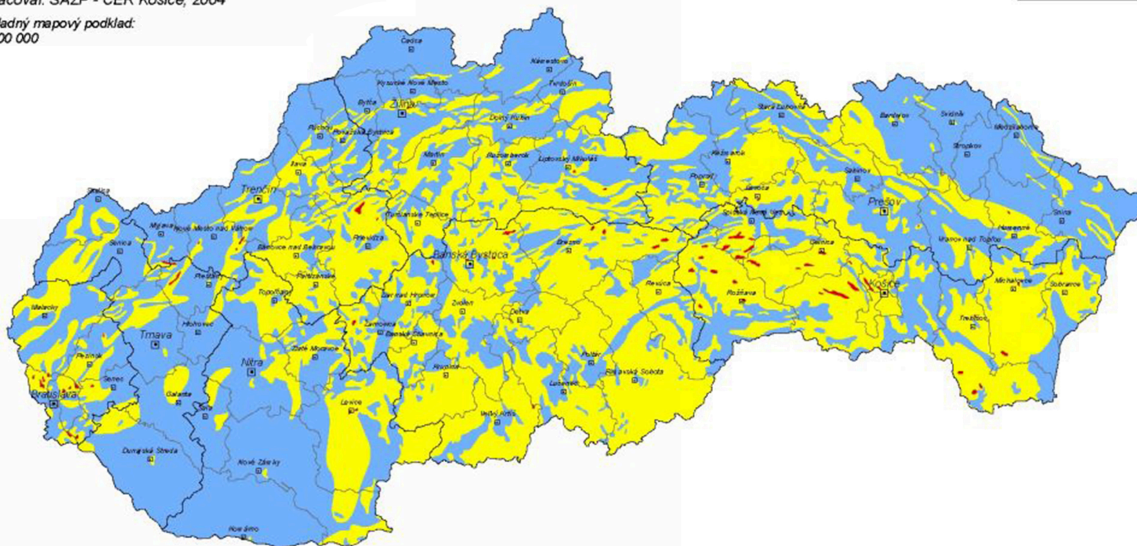 SAŽP - CER Košice, 2004
mapový podklad:
Čadca
Námestovo
Kysucké Nové Mesto
Tvrdošín
Bytča
Žilina
Dolný Kubín
Stará Ľubovňa
Bardejov
Svidník
Medzilaborce
Púchov
Považská Bystrica
Stropkov
Martin
Ružomberok
Liptovský Mikuláš
Kežmarok
Ilava
Poprad
Sabinov
Skalica
Trenčín
Levoča
Prešov
Turčianske Teplice
Spišská Nová Ves
Snina
Myjava
Nové Mesto nad Váhom
Senica
Prievidza
Humenné
Vranov nad Topľou
Bánovce nad Bebravou
Brezno
Gelnica
Banská Bystrica
Piešťany
Partizánske
Michalovce
Sobrance
Topoľčany
Revúca
Rožňava
Košice
Žiar nad Hronom
Zvolen
Malacky
Detva
Hlohovec
Žarnovica
Trebišov
Trnava
Banská Štiavnica
Zlaté Moravce
Pezinok
Poltár
Nitra
Krupina
Rimavská Sobota
Senec
Lučenec
Bratislava
Galanta
Šaľa
Levice
Veľký Krtíš
Dunajská Streda
Nové Zámky
Komárno